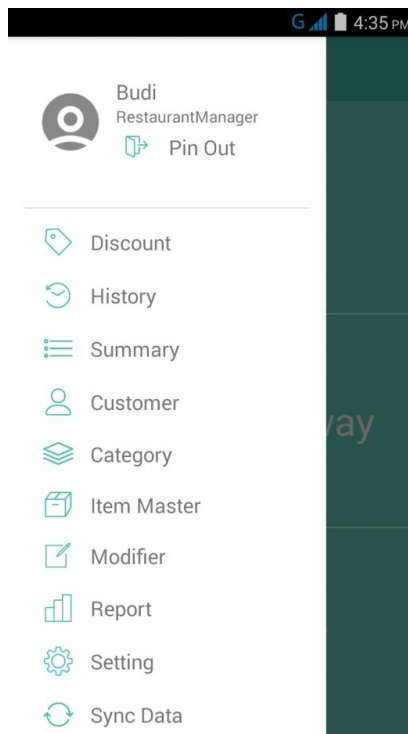 G 4:35 PM
Budi
RestaurantManager
Pin Out
Discount
History
Summary
Customer
Category
Item Master
Modifier
Report
Setting
Sync Data